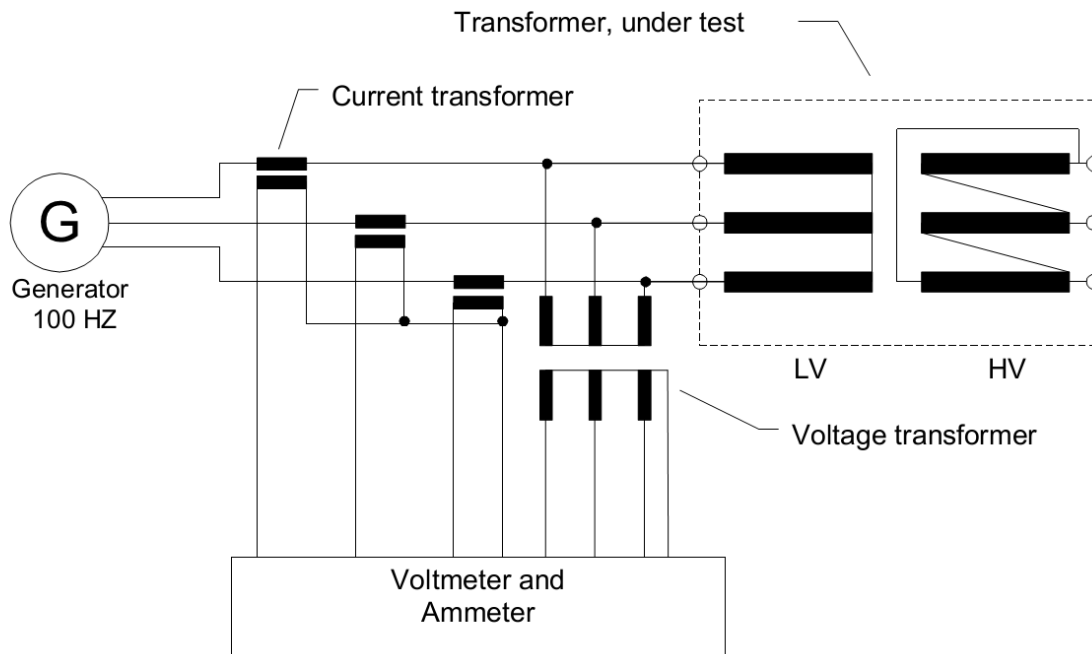 Transformer, under test
Current transformer
G
Generator
100 HZ
LV
HV
Voltage transformer
Voltmeter and
Ammeter